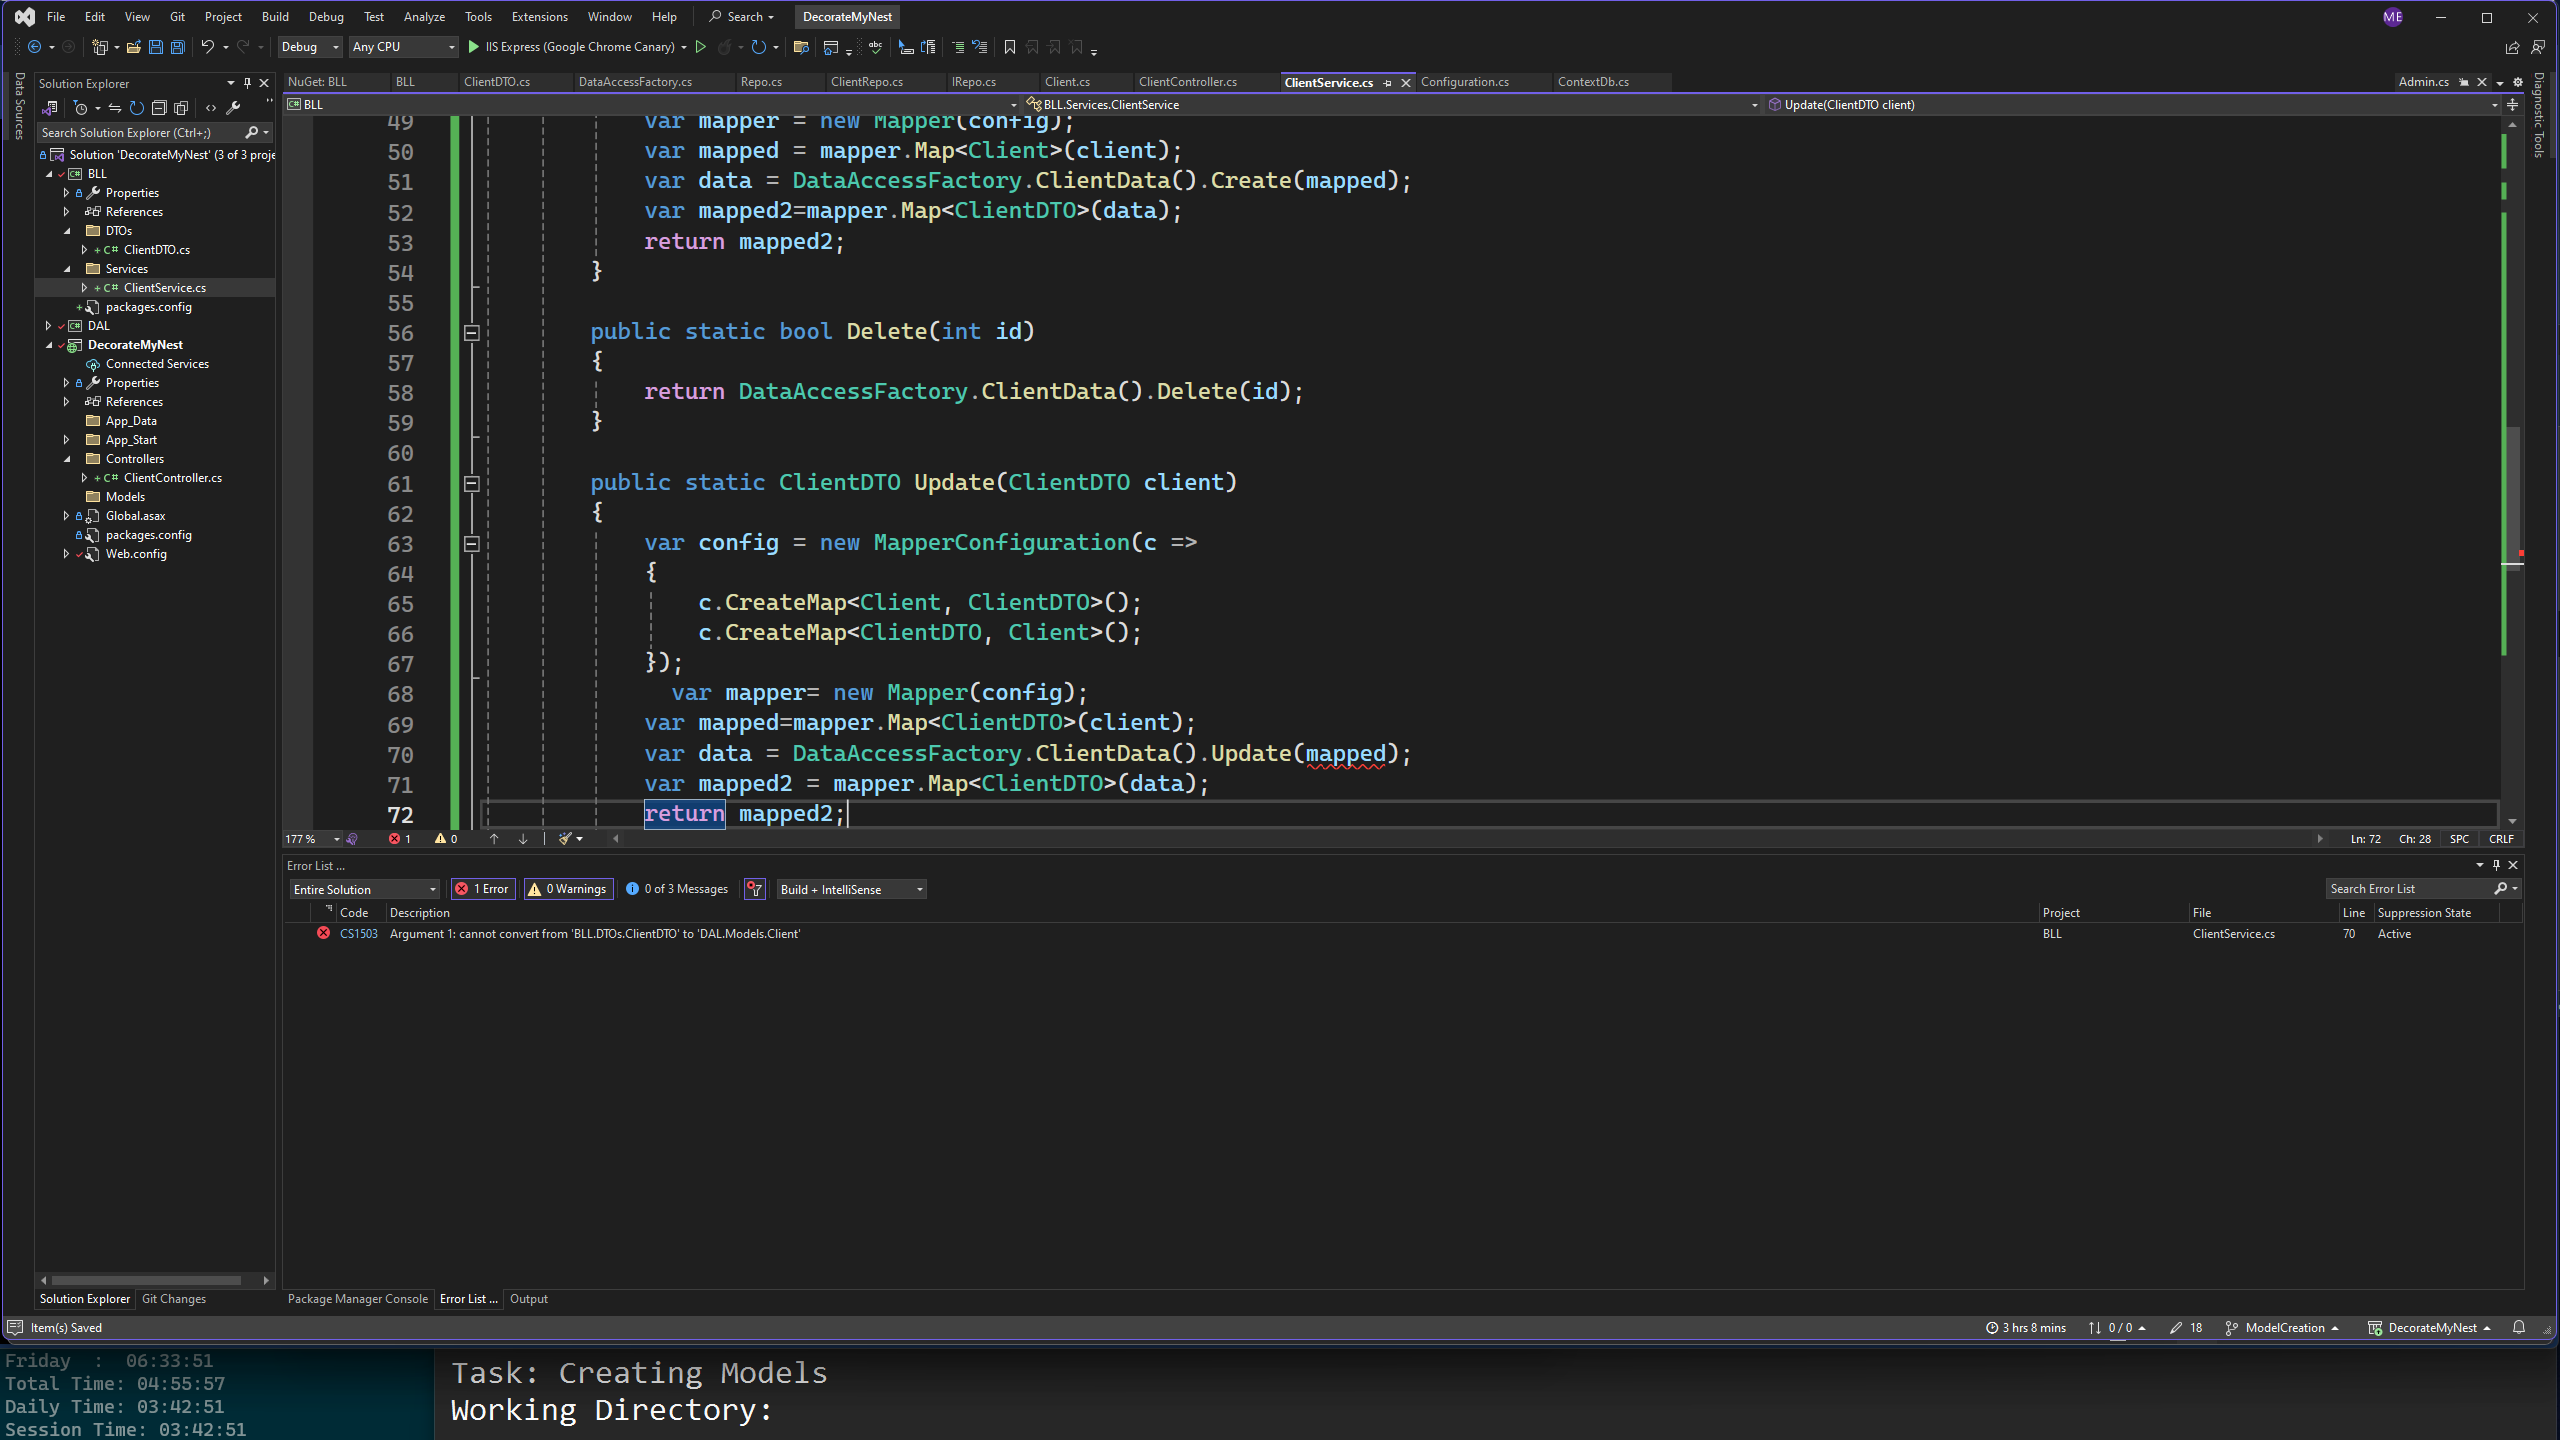 File Edit View Git Project Build Debug Test Analyze Tools Extensions Window Help Search DecorateMyNest ME
Debug Any CPU IIS Express (Google Chrome Canary)
Data Sources
Solution Explorer
Search Solution Explorer (Ctrl+;)
Solution 'DecorateMyNest' (3 of 3 proje
BLL
Properties
References
DTOs
C# ClientDTO.cs
Services
C# ClientService.cs
packages.config
DAL
DecorateMyNest
Connected Services
Properties
References
App_Data
App_Start
Controllers
C# ClientController.cs
Models
Global.asax
packages.config
Web.config
Solution Explorer Git Changes
NuGet: BLL BLL ClientDTO.cs DataAccessFactory.cs Repo.cs ClientRepo.cs IRepo.cs Client.cs ClientController.cs ClientService.cs Configuration.cs ContextDb.cs Admin.cs
BLL BLL.Services.ClientService Update(ClientDTO client)
Diagnostic Tools
49 var mapper = new Mapper(config);
50 var mapped = mapper.Map<Client>(client);
51 var data = DataAccessFactory.ClientData().Create(mapped);
52 var mapped2=mapper.Map<ClientDTO>(data);
53 return mapped2;
54 }
55
56 public static bool Delete(int id)
57 {
58 return DataAccessFactory.ClientData().Delete(id);
59 }
60
61 public static ClientDTO Update(ClientDTO client)
62 {
63 var config = new MapperConfiguration(c =>
64 {
65 c.CreateMap<Client, ClientDTO>();
66 c.CreateMap<ClientDTO, Client>();
67 });
68 var mapper= new Mapper(config);
69 var mapped=mapper.Map<ClientDTO>(client);
70 var data = DataAccessFactory.ClientData().Update(mapped);
71 var mapped2 = mapper.Map<ClientDTO>(data);
72 return mapped2;
177 % 1 0 Ln: 72 Ch: 28 SPC CRLF
Error List ...
Entire Solution 1 Error 0 Warnings 0 of 3 Messages Build + IntelliSense Search Error List
Code Description Project File Line Suppression State
CS1503 Argument 1: cannot convert from 'BLL.DTOs.ClientDTO' to 'DAL.Models.Client' BLL ClientService.cs 70 Active
Package Manager Console Error List ... Output
Item(s) Saved 3 hrs 8 mins 0 / 0 18 ModelCreation DecorateMyNest
Friday : 06:33:51
Total Time: 04:55:57
Daily Time: 03:42:51
Session Time: 03:42:51
Task: Creating Models
Working Directory: